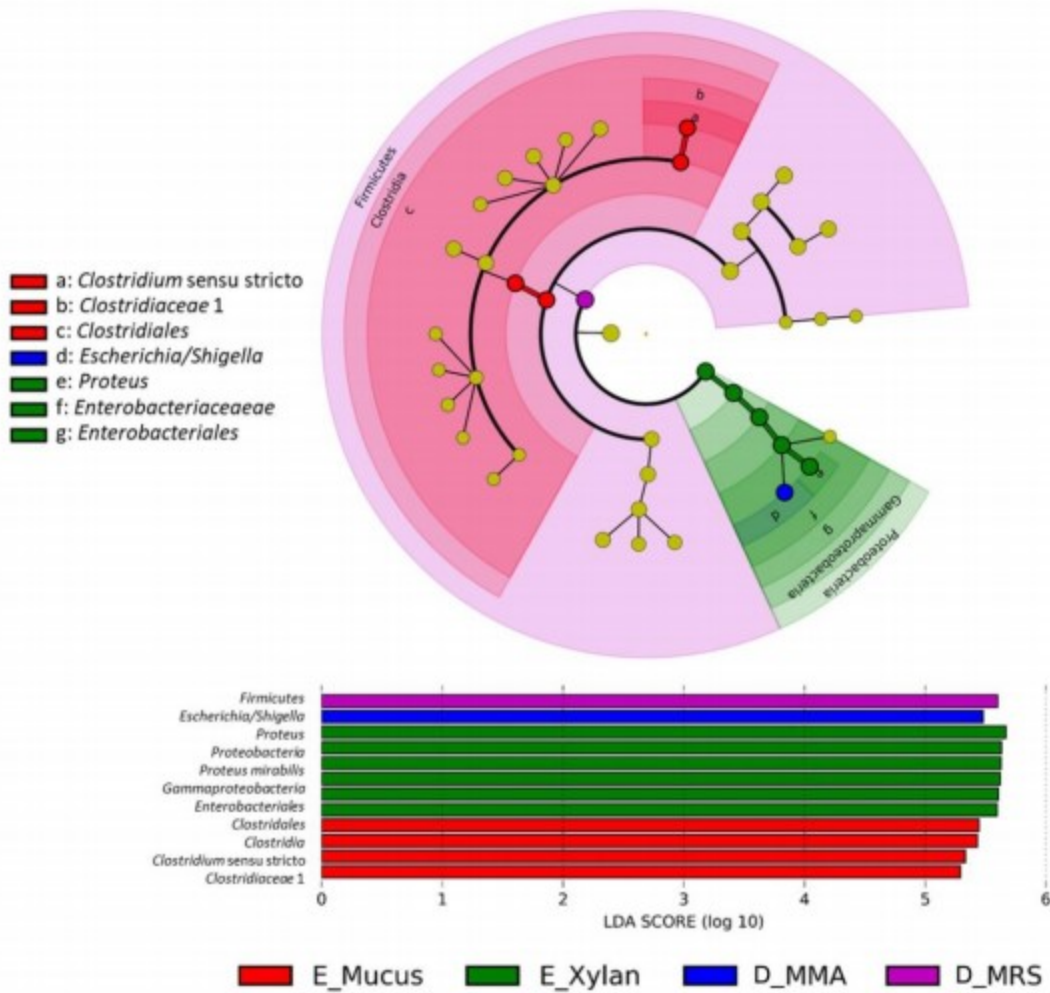 b
a
Firmicutes
Clostridia
c
a: Clostridium sensu stricto
b: Clostridiaceae 1
c: Clostridiales
d: Escherichia/Shigella
e: Proteus
f: Enterobacteriaceaeae
g: Enterobacteriales
e
d
f
g
Gammaproteobacteria
Proteobacteria
Firmicutes
Escherichia/Shigella
Proteus
Proteobacteria
Proteus mirabilis
Gammaproteobacteria
Enterobacteriales
Clostridales
Clostridia
Clostridium sensu stricto
Clostridiaceae 1
0 1 2 3 4 5 6
LDA SCORE (log 10)
E_Mucus E_Xylan D_MMA D_MRS